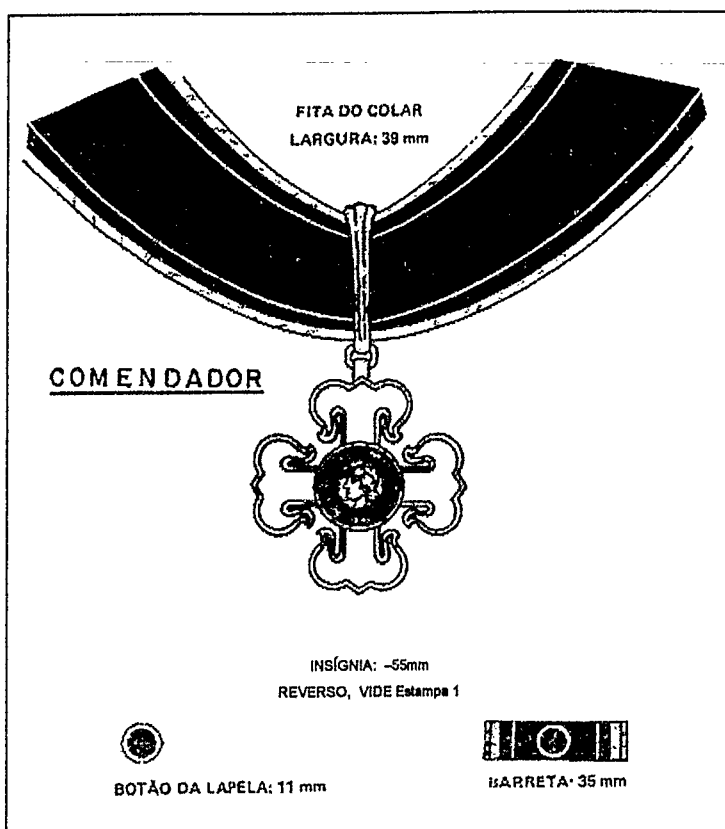 FITA DO COLAR
LARGURA: 39 mm
COMENDADOR
INSÍGNIA: –55mm
REVERSO, VIDE Estampa 1
BOTÃO DA LAPELA: 11 mm
BARRETA: 35 mm